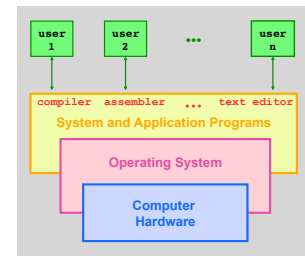 user user ... user
1 2 n
compiler assembler ... text editor
System and Application Programs
Operating System
Computer
Hardware